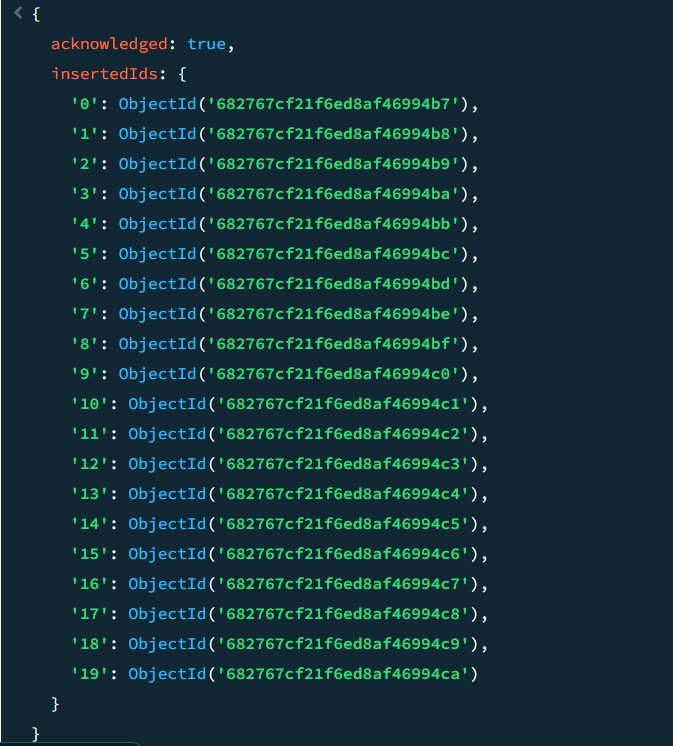 {
acknowledged: true,
insertedIds: {
'0': ObjectId('682767cf21f6ed8af46994b7'),
'1': ObjectId('682767cf21f6ed8af46994b8'),
'2': ObjectId('682767cf21f6ed8af46994b9'),
'3': ObjectId('682767cf21f6ed8af46994ba'),
'4': ObjectId('682767cf21f6ed8af46994bb'),
'5': ObjectId('682767cf21f6ed8af46994bc'),
'6': ObjectId('682767cf21f6ed8af46994bd'),
'7': ObjectId('682767cf21f6ed8af46994be'),
'8': ObjectId('682767cf21f6ed8af46994bf'),
'9': ObjectId('682767cf21f6ed8af46994c0'),
'10': ObjectId('682767cf21f6ed8af46994c1'),
'11': ObjectId('682767cf21f6ed8af46994c2'),
'12': ObjectId('682767cf21f6ed8af46994c3'),
'13': ObjectId('682767cf21f6ed8af46994c4'),
'14': ObjectId('682767cf21f6ed8af46994c5'),
'15': ObjectId('682767cf21f6ed8af46994c6'),
'16': ObjectId('682767cf21f6ed8af46994c7'),
'17': ObjectId('682767cf21f6ed8af46994c8'),
'18': ObjectId('682767cf21f6ed8af46994c9'),
'19': ObjectId('682767cf21f6ed8af46994ca')
}
}